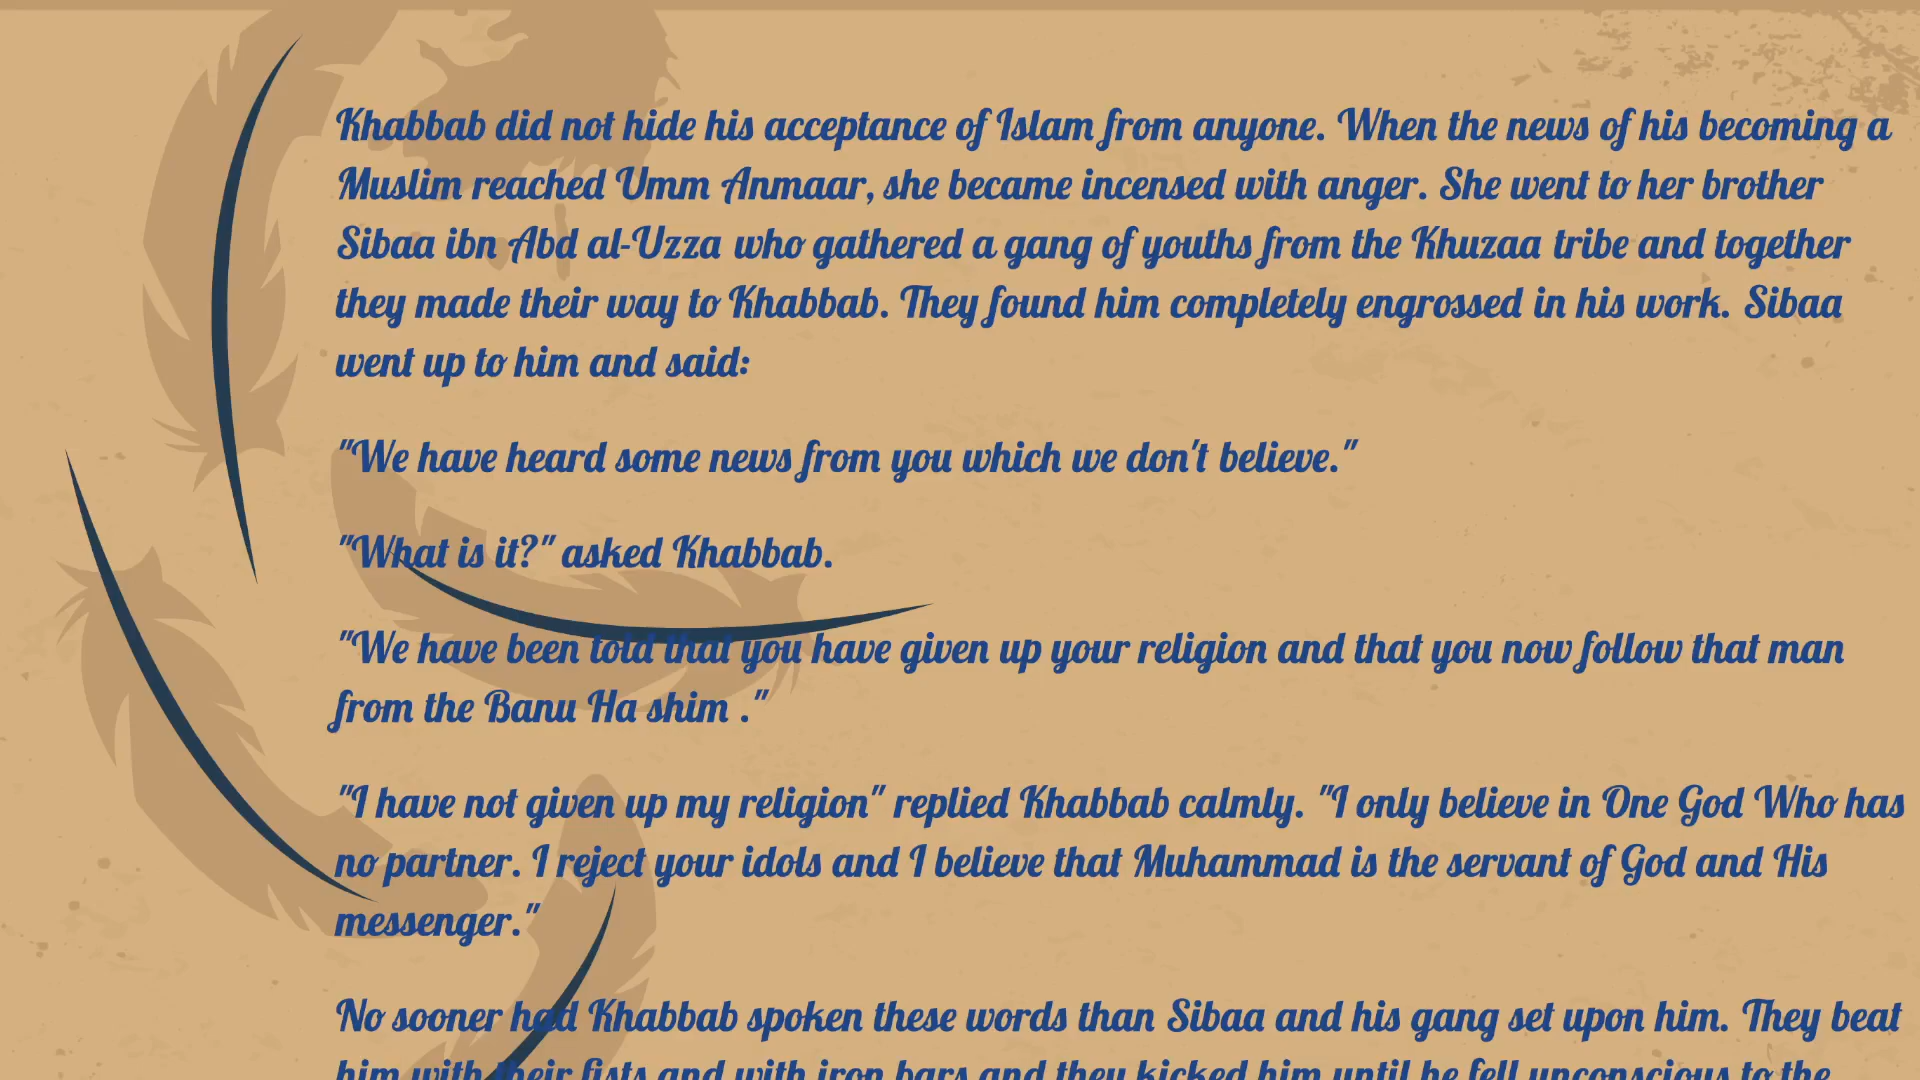 Khabbab did not hide his acceptance of Islam from anyone. When the news of his becoming a
Muslim reached Umm Anmaar, she became incensed with anger. She went to her brother
Sibaa ibn Abd al-Uzza who gathered a gang of youths from the Khuzaa tribe and together
they made their way to Khabbab. They found him completely engrossed in his work. Sibaa
went up to him and said:
"We have heard some news from you which we don't believe."
"What is it?" asked Khabbab.
"We have been told that you have given up your religion and that you now follow that man
from the Banu Ha shim ."
"I have not given up my religion" replied Khabbab calmly. "I only believe in One God Who has
no partner. I reject your idols and I believe that Muhammad is the servant of God and His
messenger."
No sooner had Khabbab spoken these words than Sibaa and his gang set upon him. They beat
him with their fists and with iron bars and they kicked him until he fell unconscious to the